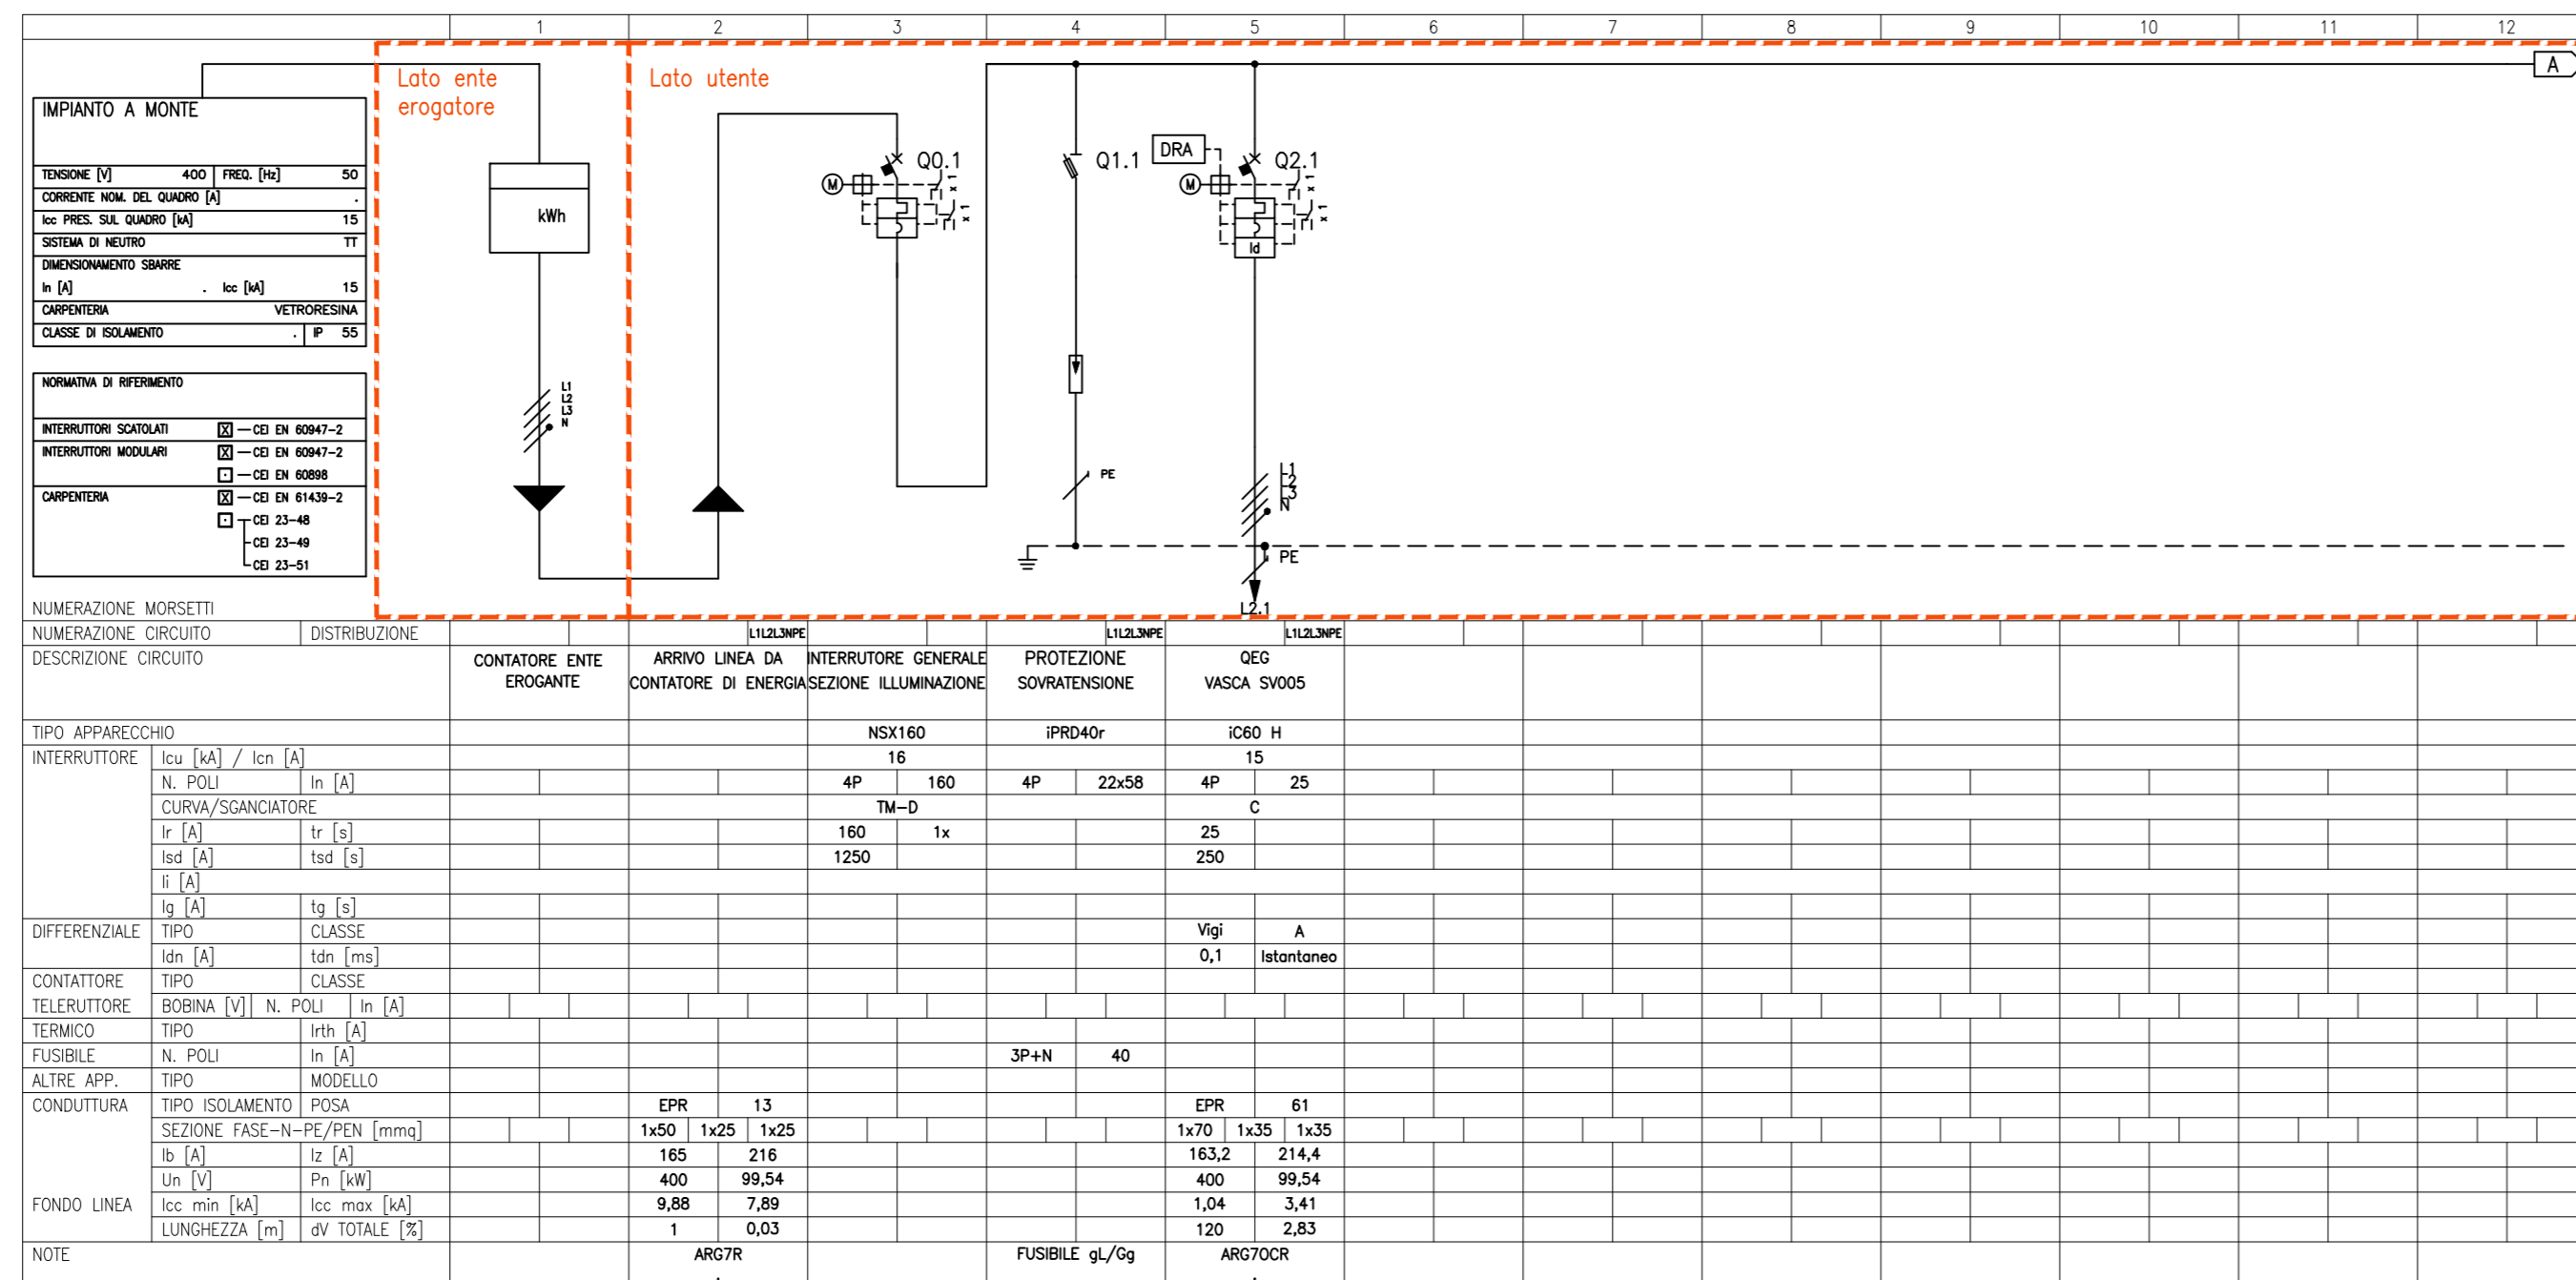 1 2 3 4 5 6 7 8 9 10 11 12
Lato ente
erogatore
Lato utente
A
IMPIANTO A MONTE
TENSIONE [V] 400 FREQ. [Hz] 50
CORRENTE NOM. DEL QUADRO [A] .
Icc PRES. SUL QUADRO [kA] 15
SISTEMA DI NEUTRO TT
DIMENSIONAMENTO SBARRE
In [A] . Icc [kA] 15
CARPENTERIA VETRORESINA
CLASSE DI ISOLAMENTO . IP 55
NORMATIVA DI RIFERIMENTO
INTERRUTTORI SCATOLATI X CEI EN 60947-2
INTERRUTTORI MODULARI X CEI EN 60947-2
CEI EN 60898
CARPENTERIA X CEI EN 61439-2
CEI 23-48
CEI 23-49
CEI 23-51
kWh
L1
L2
L3
N
Q0.1
M
x 1
x 1
Q1.1
PE
DRA
Q2.1
M
x 1
x 1
Id
L1
L2
L3
N
PE
L2.1
NUMERAZIONE MORSETTI
NUMERAZIONE CIRCUITO DISTRIBUZIONE L1L2L3NPE L1L2L3NPE L1L2L3NPE
DESCRIZIONE CIRCUITO
CONTATORE ENTE
EROGANTE
ARRIVO LINEA DA
CONTATORE DI ENERGIA
INTERRUTORE GENERALE
SEZIONE ILLUMINAZIONE
PROTEZIONE
SOVRATENSIONE
QEG
VASCA SV005
TIPO APPARECCHIO NSX160 iPRD40r iC60 H
INTERRUTTORE Icu [kA] / Icn [A] 16 15
N. POLI In [A] 4P 160 4P 22x58 4P 25
CURVA/SGANCIATORE TM-D C
Ir [A] tr [s] 160 1x 25
Isd [A] tsd [s] 1250 250
Ii [A]
Ig [A] tg [s]
DIFFERENZIALE TIPO CLASSE Vigi A
Idn [A] tdn [ms] 0,1 Istantaneo
CONTATTORE TIPO CLASSE
TELERUTTORE BOBINA [V] N. POLI In [A]
TERMICO TIPO Irth [A]
FUSIBILE N. POLI In [A] 3P+N 40
ALTRE APP. TIPO MODELLO
CONDUTTURA TIPO ISOLAMENTO POSA EPR 13 EPR 61
SEZIONE FASE-N-PE/PEN [mmq] 1x50 1x25 1x25 1x70 1x35 1x35
Ib [A] Iz [A] 165 216 163,2 214,4
Un [V] Pn [kW] 400 99,54 400 99,54
FONDO LINEA Icc min [kA] Icc max [kA] 9,88 7,89 1,04 3,41
LUNGHEZZA [m] dV TOTALE [%] 1 0,03 120 2,83
NOTE ARG7R FUSIBILE gL/Gg ARG7OCR